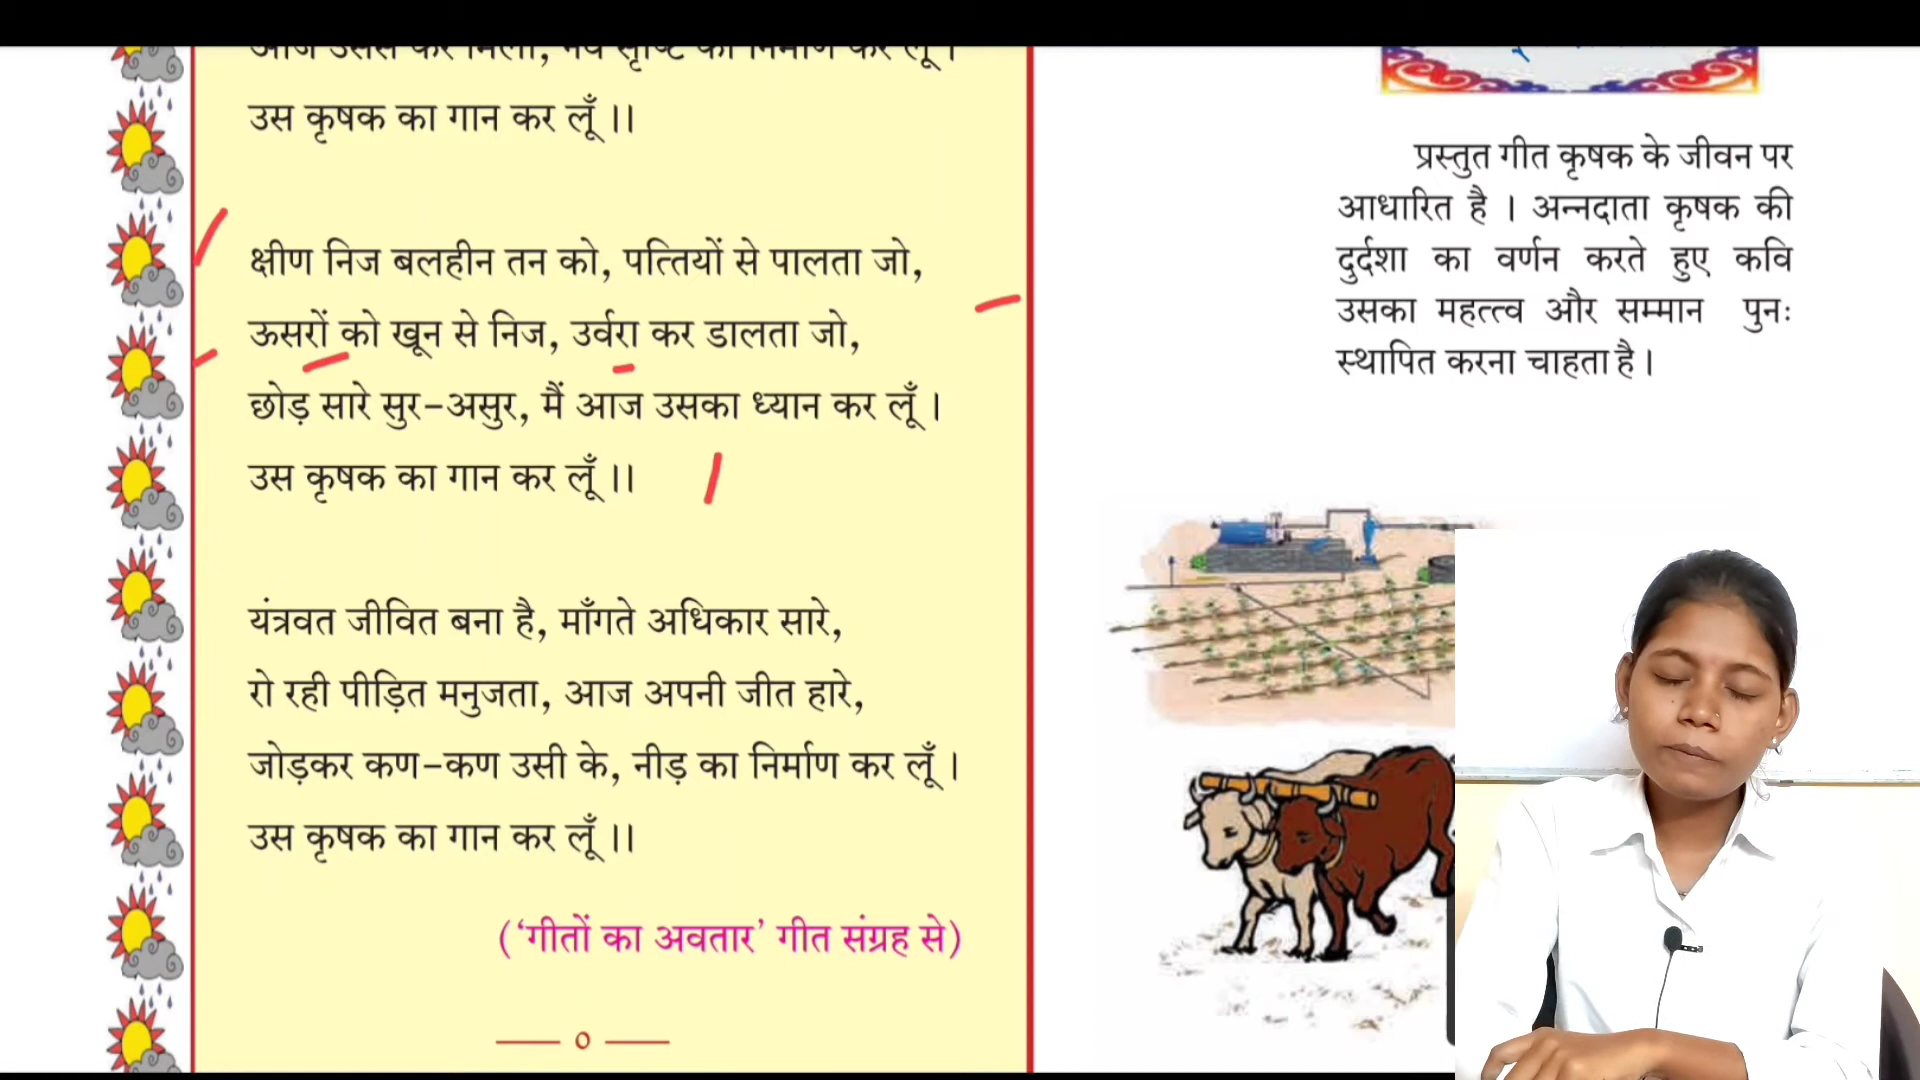 उस कृषक का गान कर लूँ ।।
क्षीण निज बलहीन तन को, पत्तियों से पालता जो,
ऊसरों को खून से निज, उर्वरा कर डालता जो,
छोड़ सारे सुर-असुर, मैं आज उसका ध्यान कर लूँ ।
उस कृषक का गान कर लूँ ।।
यंत्रवत जीवित बना है, माँगते अधिकार सारे,
रो रही पीड़ित मनुजता, आज अपनी जीत हारे,
जोड़कर कण-कण उसी के, नीड़ का निर्माण कर लूँ ।
उस कृषक का गान कर लूँ ।।
('गीतों का अवतार' गीत संग्रह से)
०
प्रस्तुत गीत कृषक के जीवन पर
आधारित है । अन्नदाता कृषक की
दुर्दशा का वर्णन करते हुए कवि
उसका महत्त्व और सम्मान पुनः
स्थापित करना चाहता है ।